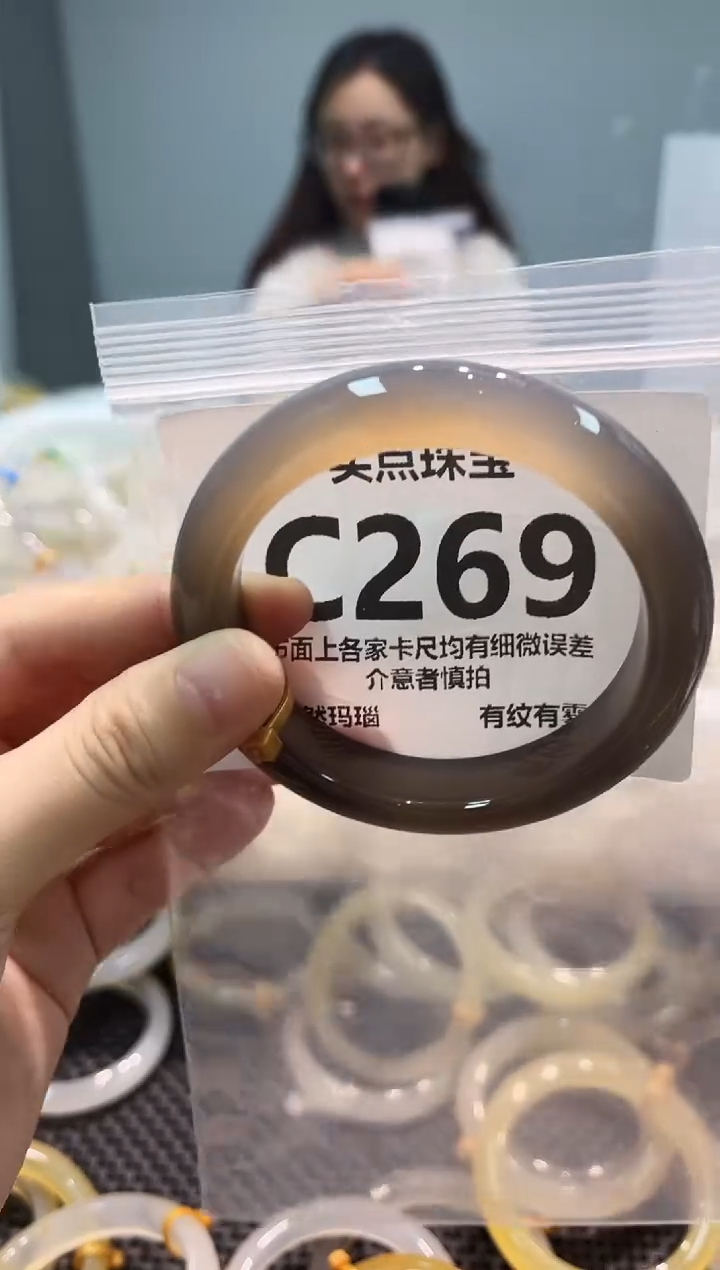 点珠宝
C269
面上各家卡尺均有细微误差
介意者慎拍
然玛瑙 有纹有雾